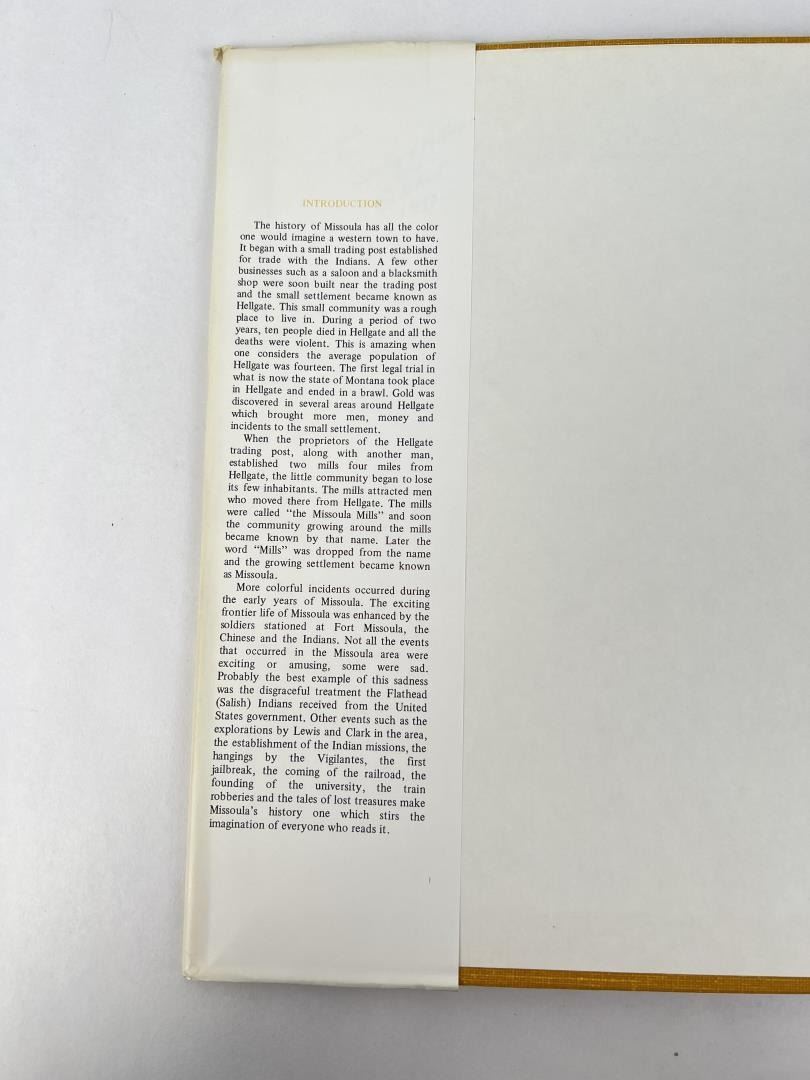 INTRODUCTION
The history of Missoula has all the color
one would imagine a western town to have.
It began with a small trading post established
for trade with the Indians. A few other
businesses such as a saloon and a blacksmith
shop were soon built near the trading post
and the small settlement became known as
Hellgate. This small community was a rough
place to live in. During a period of two
years, ten people died in Hellgate and all the
deaths were violent. This is amazing when
one considers the average population of
Hellgate was fourteen. The first legal trial in
what is now the state of Montana took place
in Hellgate and ended in a brawl. Gold was
discovered in several areas around Hellgate
which brought more men, money and
incidents to the small settlement.
When the proprietors of the Hellgate
trading post, along with another man,
established two mills four miles from
Hellgate, the little community began to lose
its few inhabitants. The mills attracted men
who moved there from Hellgate. The mills
were called "the Missoula Mills" and soon
the community growing around the mills
became known by that name. Later the
word "Mills" was dropped from the name
and the growing settlement became known
as Missoula.
More colorful incidents occurred during
the early years of Missoula. The exciting
frontier life of Missoula was enhanced by the
soldiers stationed at Fort Missoula, the
Chinese and the Indians. Not all the events
that occurred in the Missoula area were
exciting or amusing, some were sad.
Probably the best example of this sadness
was the disgraceful treatment the Flathead
(Salish) Indians received from the United
States government. Other events such as the
explorations by Lewis and Clark in the area,
the establishment of the Indian missions, the
hangings by the Vigilantes, the first
jailbreak, the coming of the railroad, the
founding of the university, the train
robberies and the tales of lost treasures make
Missoula's history one which stirs the
imagination of everyone who reads it.